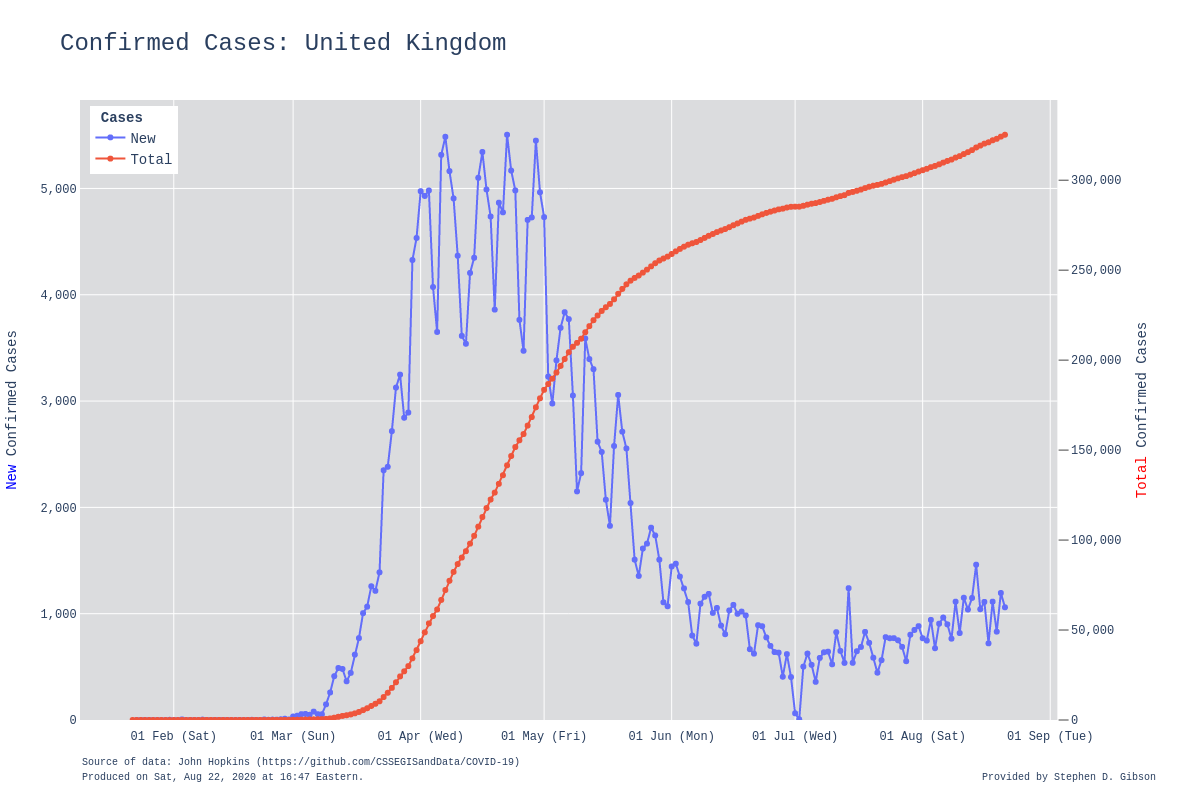 Confirmed Cases: United Kingdom
Cases
New
Total
5,000
4,000
3,000
2,000
1,000
0
New Confirmed Cases
300,000
250,000
200,000
150,000
100,000
50,000
0
Total Confirmed Cases
01 Feb (Sat) 01 Mar (Sun) 01 Apr (Wed) 01 May (Fri) 01 Jun (Mon) 01 Jul (Wed) 01 Aug (Sat) 01 Sep (Tue)
Source of data: John Hopkins (https://github.com/CSSEGISandData/COVID-19)
Produced on Sat, Aug 22, 2020 at 16:47 Eastern.
Provided by Stephen D. Gibson